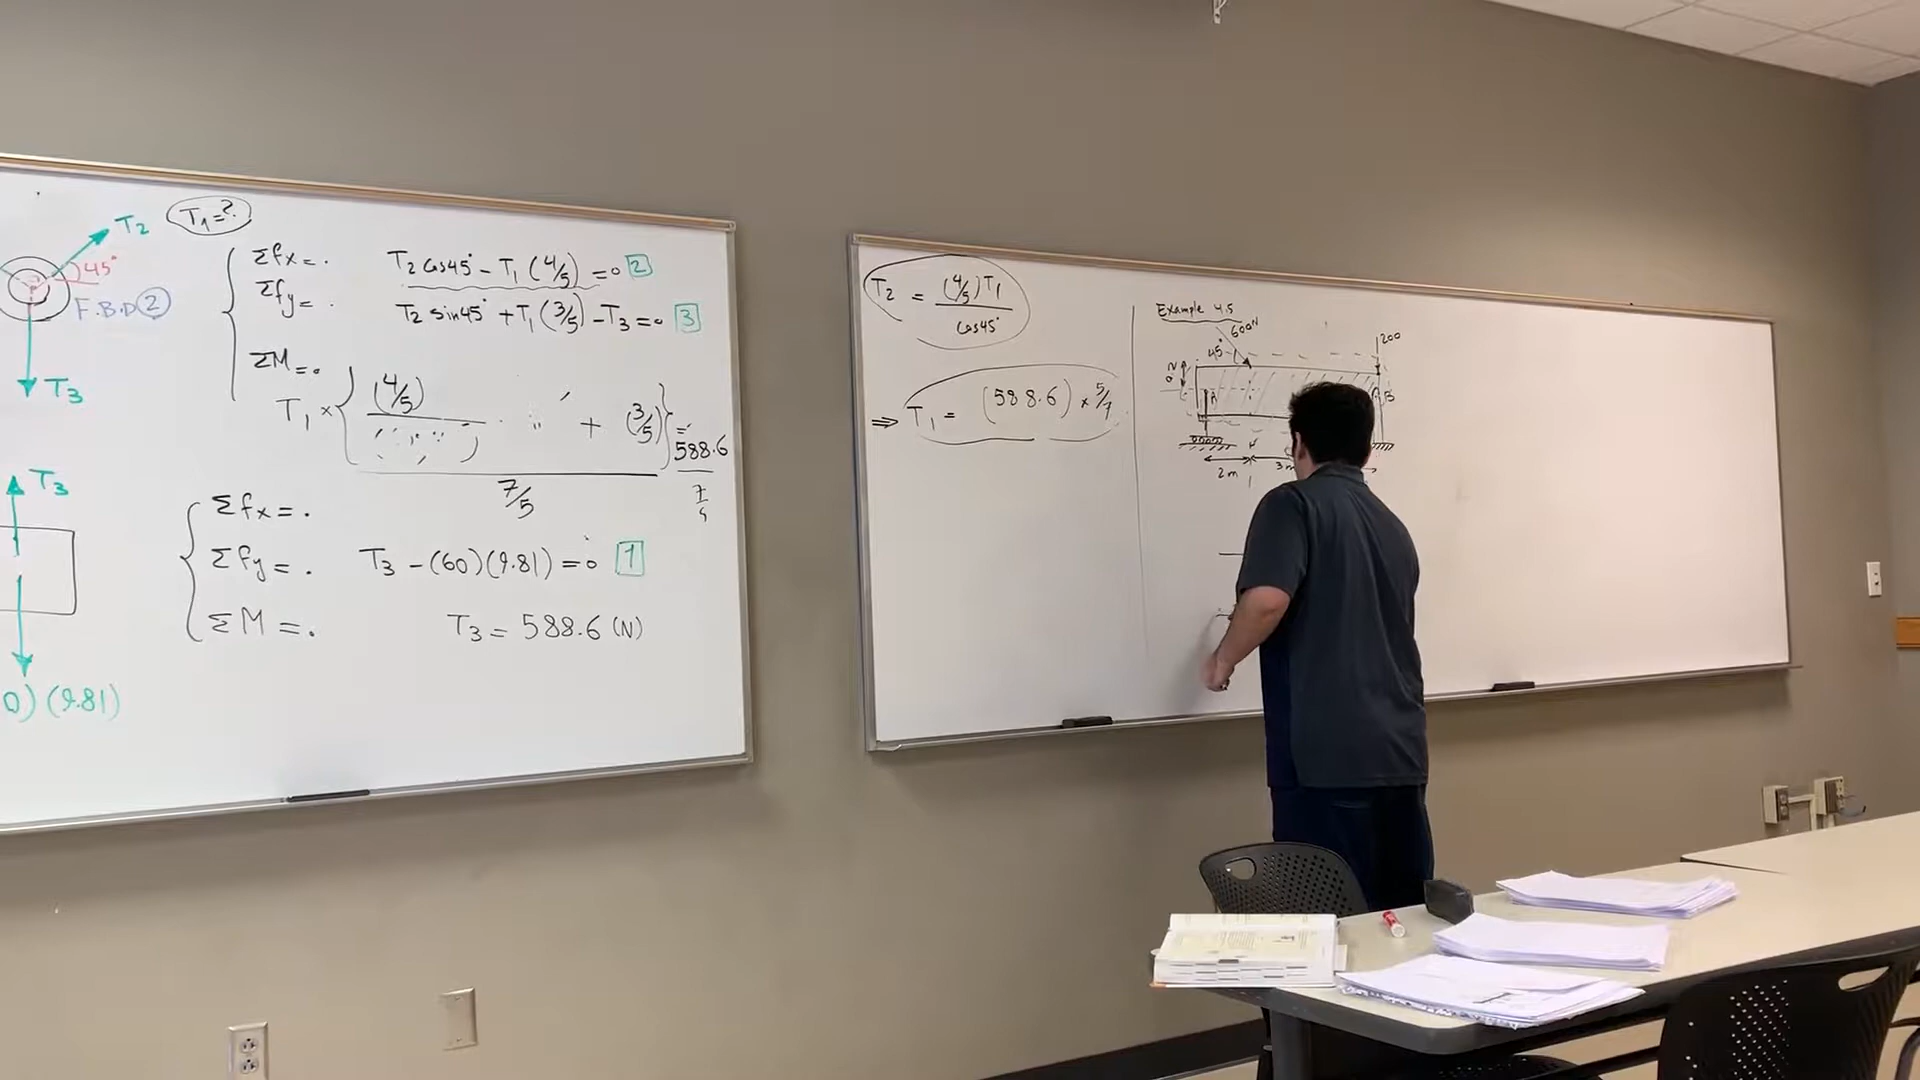 T₁=?
T₂
45°
F.B.D ②
T₃
Σfx=.
T₂ cos45° - T₁ (4/5) = 0 [2]
Σfy= .
T₂ sin45° + T₁ (3/5) - T₃ = 0 [3]
ΣM=.
T₁ × { (4/5)
+ (3/5) } =
588.6
7/5
T₃
Σfx = .
Σfy = . T₃ - (60)(9.81) = 0 [1]
ΣM = . T₃ = 588.6 (N)
0) (9.81)
T₂ = (4/5)T₁ / cos45°
⇒ T₁ = (588.6) × 5/7
Example 4.5
600N
200
45°
A
B
2m
3m